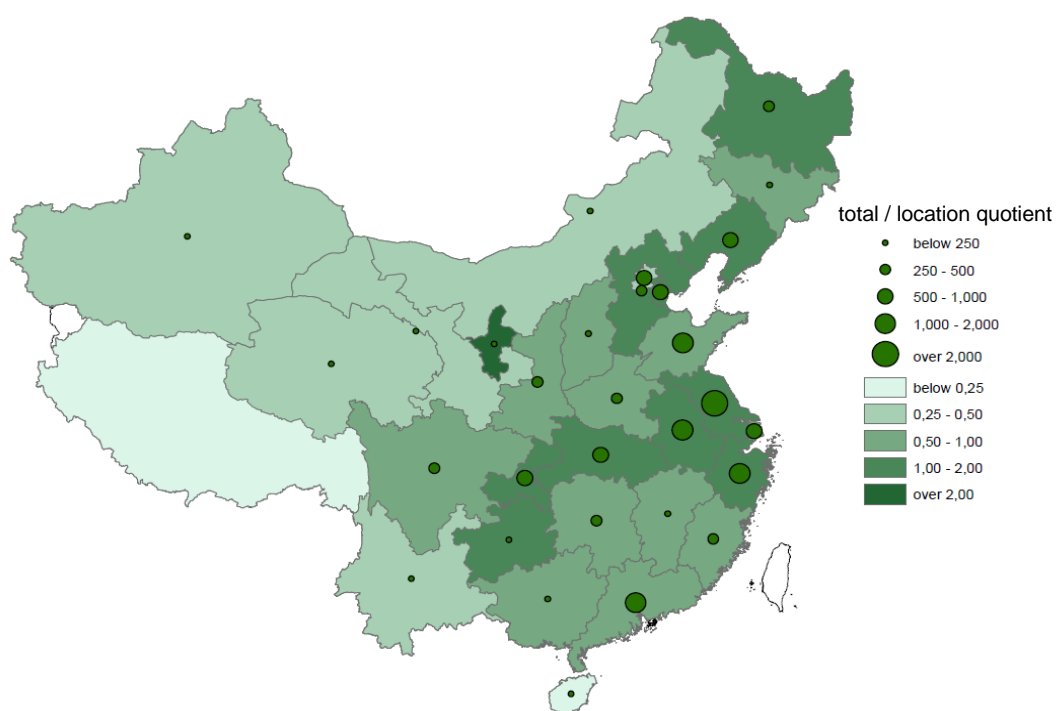 total / location quotient
below 250
250 - 500
500 - 1,000
1,000 - 2,000
over 2,000
below 0,25
0,25 - 0,50
0,50 - 1,00
1,00 - 2,00
over 2,00